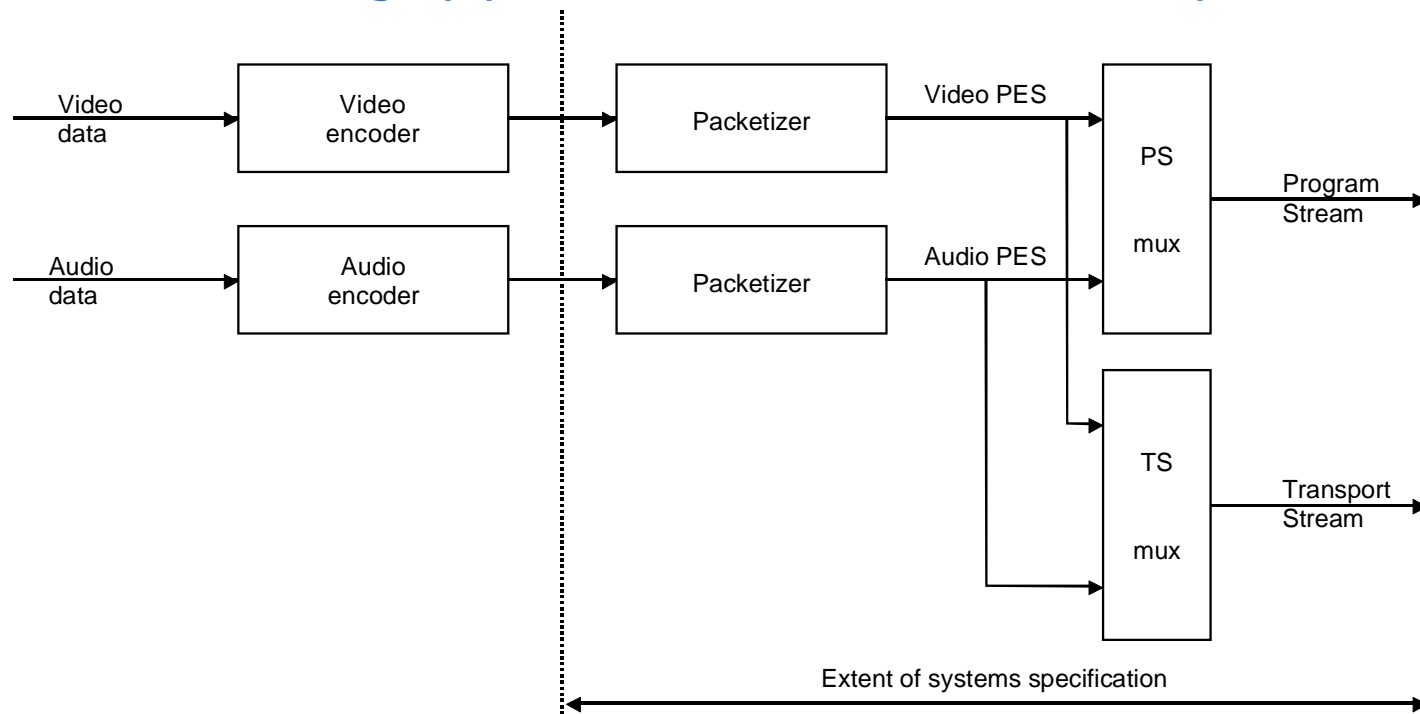 Video
data
Video
encoder
Packetizer
Video PES
PS
mux
Program
Stream
Audio
data
Audio
encoder
Packetizer
Audio PES
TS
mux
Transport
Stream
Extent of systems specification